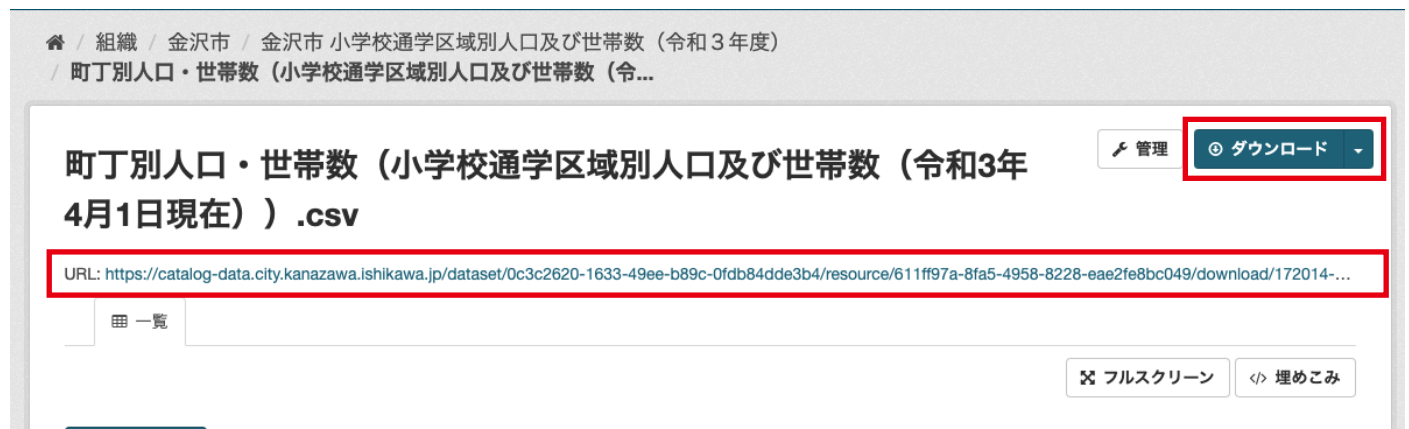 / 組織 / 金沢市 / 金沢市 小学校通学区域別人口及び世帯数（令和３年度）
/ 町丁別人口・世帯数（小学校通学区域別人口及び世帯数（令...
管理
ダウンロード
町丁別人口・世帯数（小学校通学区域別人口及び世帯数（令和3年
4月1日現在））.csv
URL: https://catalog-data.city.kanazawa.ishikawa.jp/dataset/0c3c2620-1633-49ee-b89c-0fdb84dde3b4/resource/611ff97a-8fa5-4958-8228-eae2fe8bc049/download/172014-...
一覧
フルスクリーン
</> 埋めこみ